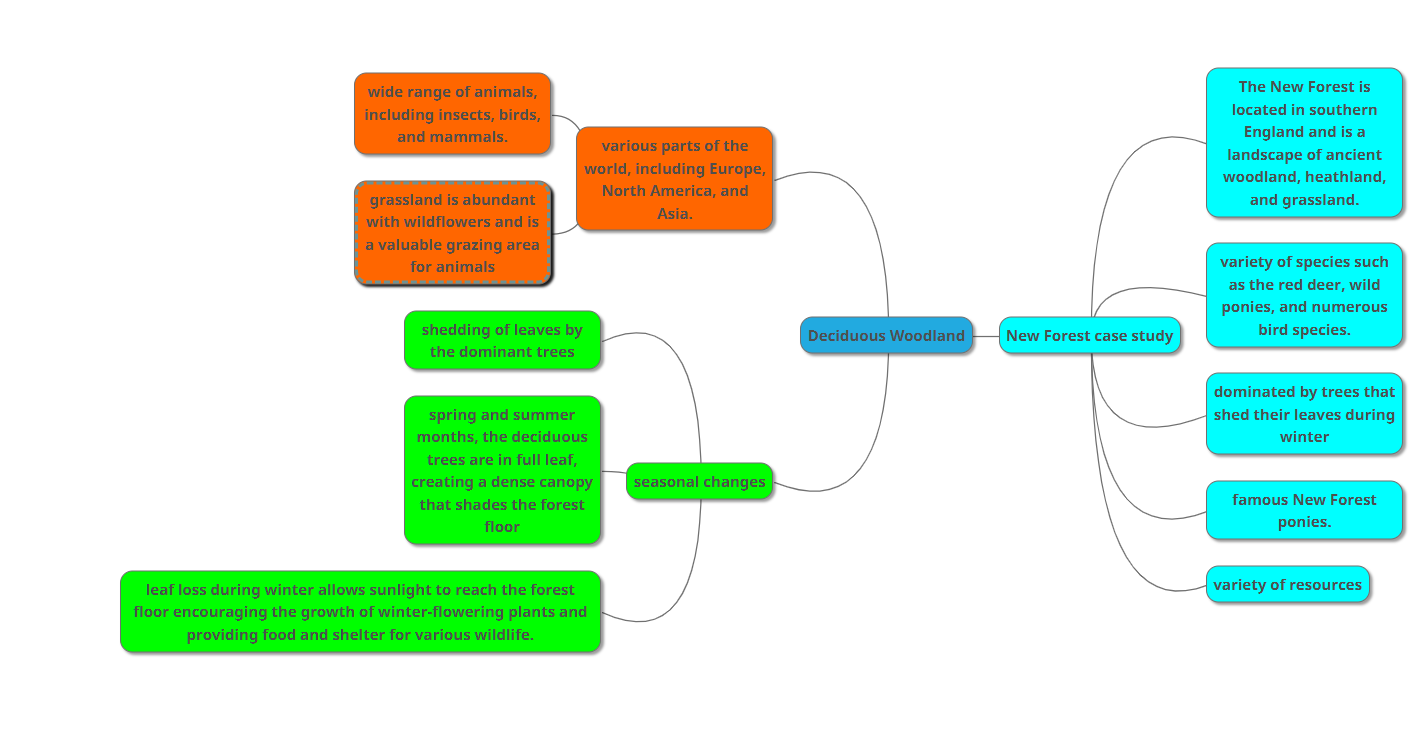 wide range of animals,
including insects, birds,
and mammals.
grassland is abundant
with wildflowers and is
a valuable grazing area
for animals
various parts of the
world, including Europe,
North America, and
Asia.
shedding of leaves by
the dominant trees
spring and summer
months, the deciduous
trees are in full leaf,
creating a dense canopy
that shades the forest
floor
leaf loss during winter allows sunlight to reach the forest
floor encouraging the growth of winter-flowering plants and
providing food and shelter for various wildlife.
seasonal changes
Deciduous Woodland
New Forest case study
The New Forest is
located in southern
England and is a
landscape of ancient
woodland, heathland,
and grassland.
variety of species such
as the red deer, wild
ponies, and numerous
bird species.
dominated by trees that
shed their leaves during
winter
famous New Forest
ponies.
variety of resources